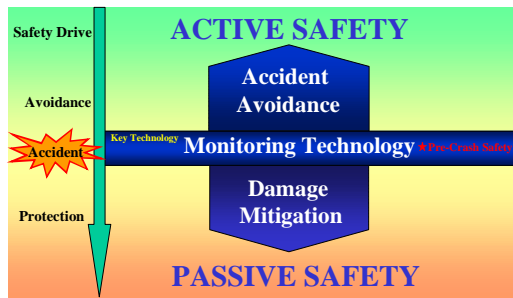 Safety Drive
ACTIVE SAFETY
Accident
Avoidance
Avoidance
Key Technology
Monitoring Technology
★Pre-Crash Safety
Accident
Damage
Mitigation
Protection
PASSIVE SAFETY